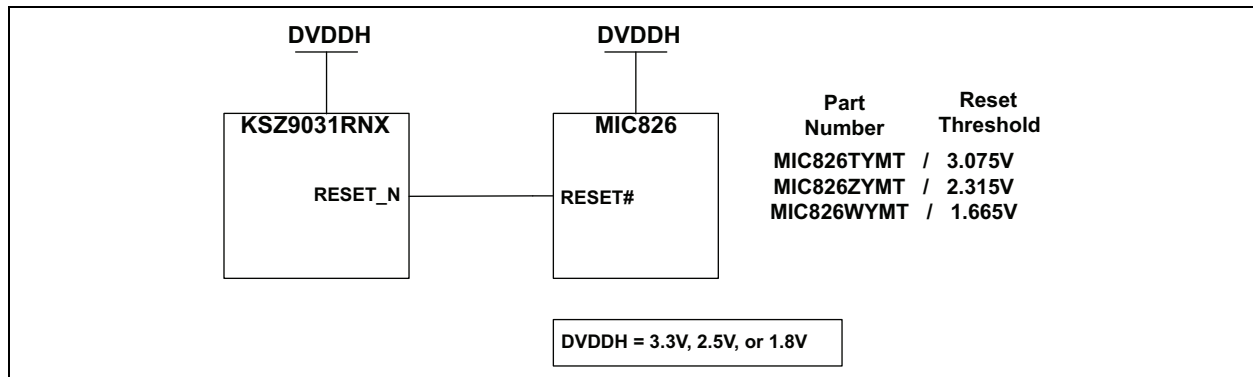 DVDDH DVDDH
KSZ9031RNX MIC826
RESET_N RESET#
Part Reset
Number Threshold
MIC826TYMT / 3.075V
MIC826ZYMT / 2.315V
MIC826WYMT / 1.665V
DVDDH = 3.3V, 2.5V, or 1.8V